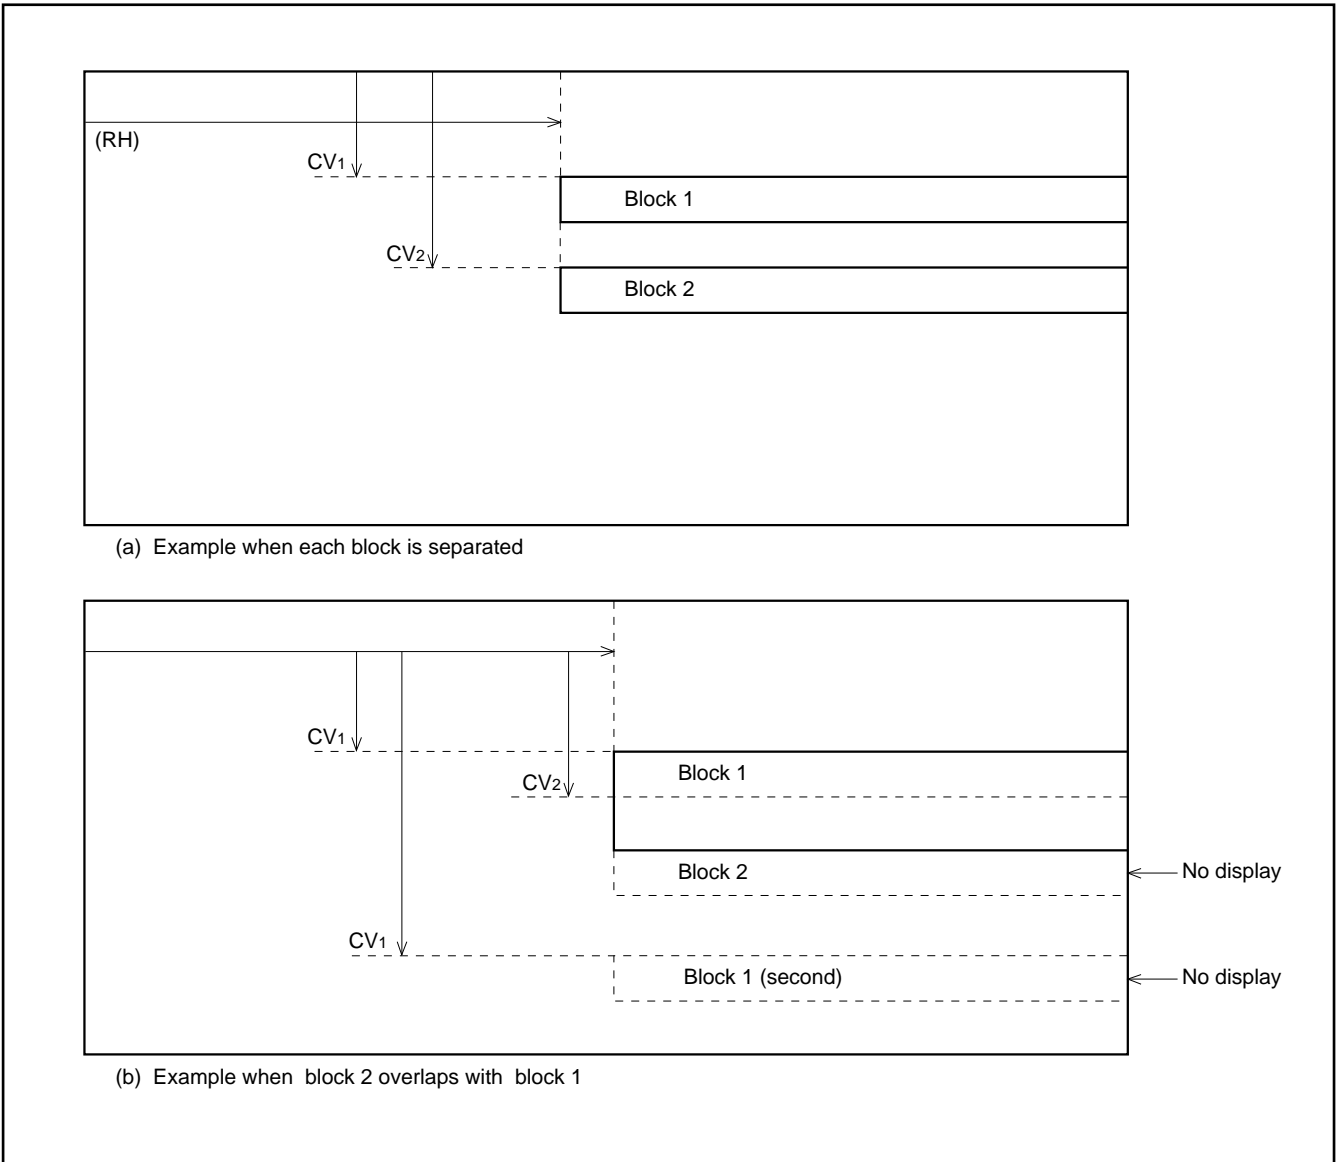 (RH)
CV1
Block 1
CV2
Block 2
(a) Example when each block is separated
CV1
Block 1
CV2
Block 2
No display
CV1
Block 1 (second)
No display
(b) Example when block 2 overlaps with block 1